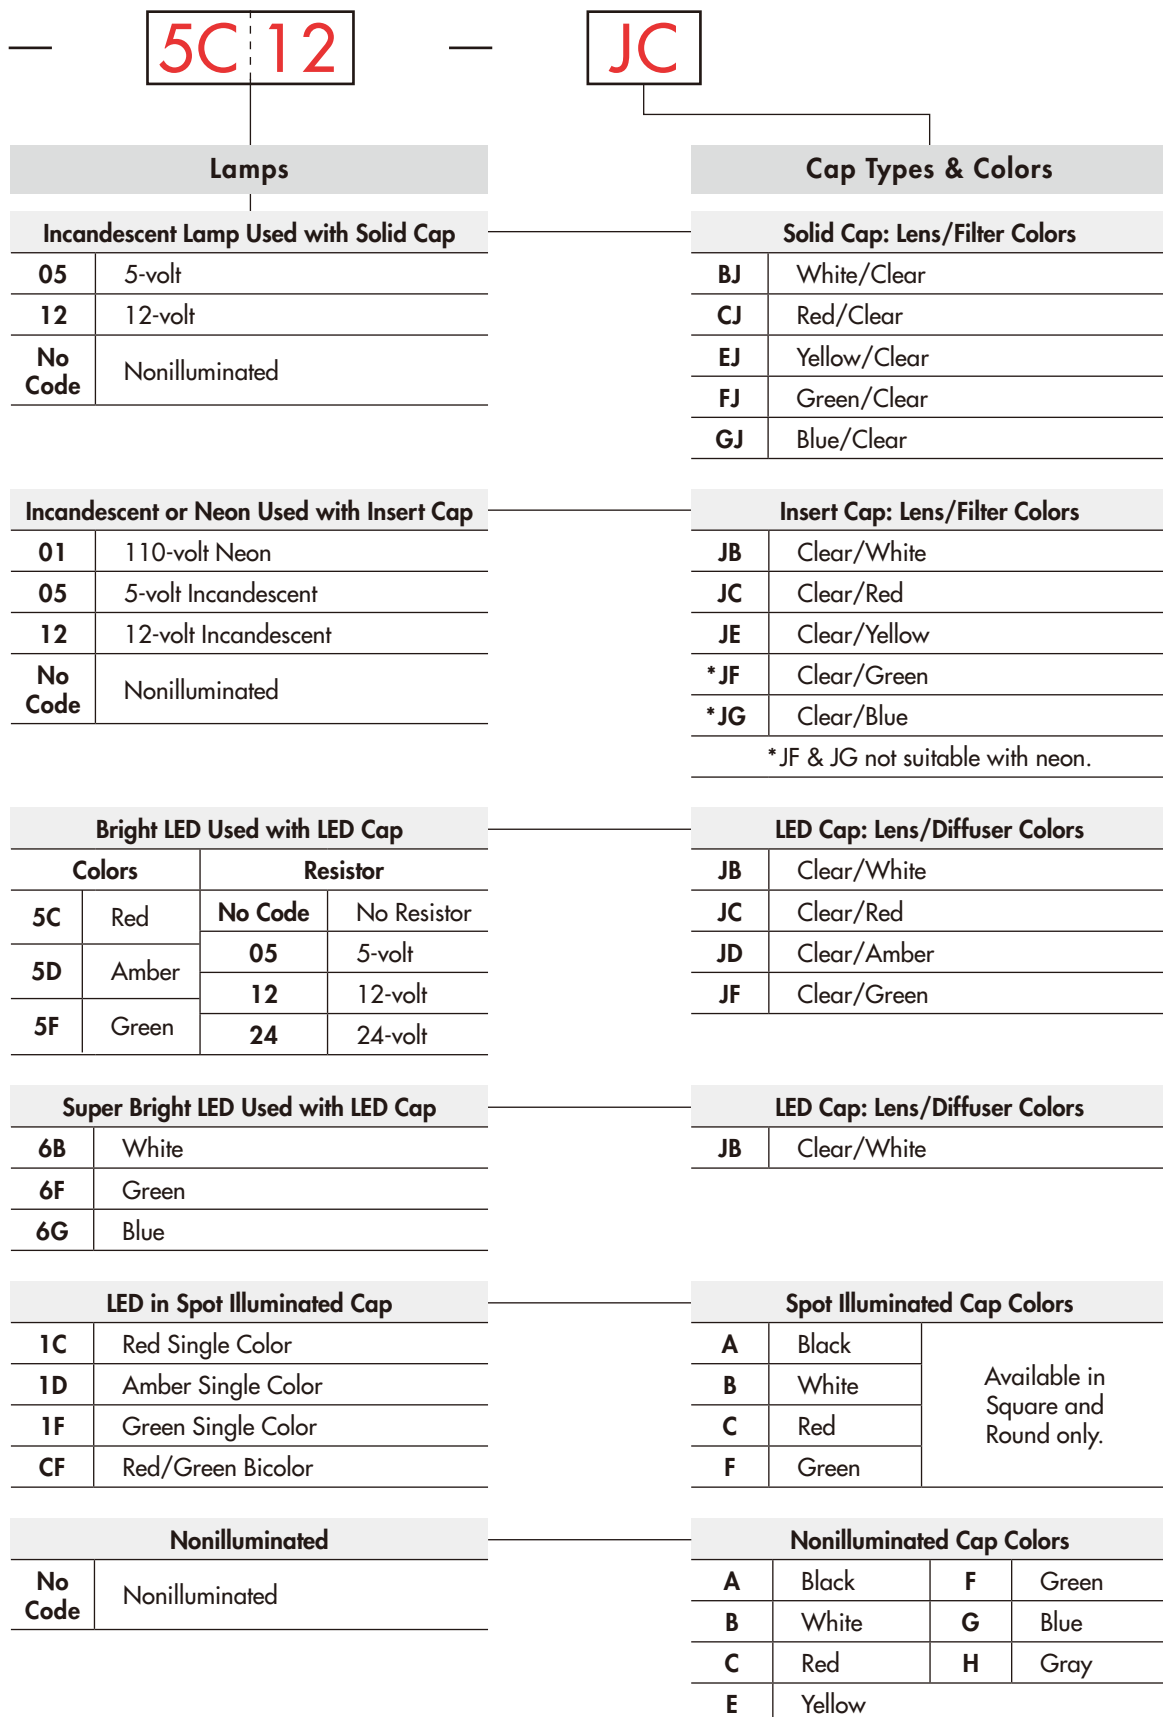 — 5C 12 — JC
Lamps
Cap Types & Colors
Incandescent Lamp Used with Solid Cap
05 5-volt
12 12-volt
No
Code Nonilluminated
Solid Cap: Lens/Filter Colors
BJ White/Clear
CJ Red/Clear
EJ Yellow/Clear
FJ Green/Clear
GJ Blue/Clear
Incandescent or Neon Used with Insert Cap
01 110-volt Neon
05 5-volt Incandescent
12 12-volt Incandescent
No
Code Nonilluminated
Insert Cap: Lens/Filter Colors
JB Clear/White
JC Clear/Red
JE Clear/Yellow
*JF Clear/Green
*JG Clear/Blue
*JF & JG not suitable with neon.
Bright LED Used with LED Cap
Colors
5C Red
5D Amber
5F Green
Resistor
No Code No Resistor
05 5-volt
12 12-volt
24 24-volt
LED Cap: Lens/Diffuser Colors
JB Clear/White
JC Clear/Red
JD Clear/Amber
JF Clear/Green
Super Bright LED Used with LED Cap
6B White
6F Green
6G Blue
LED Cap: Lens/Diffuser Colors
JB Clear/White
LED in Spot Illuminated Cap
1C Red Single Color
1D Amber Single Color
1F Green Single Color
CF Red/Green Bicolor
Spot Illuminated Cap Colors
A Black
B White
C Red
F Green
Available in
Square and
Round only.
Nonilluminated
No
Code Nonilluminated
Nonilluminated Cap Colors
A Black F Green
B White G Blue
C Red H Gray
E Yellow